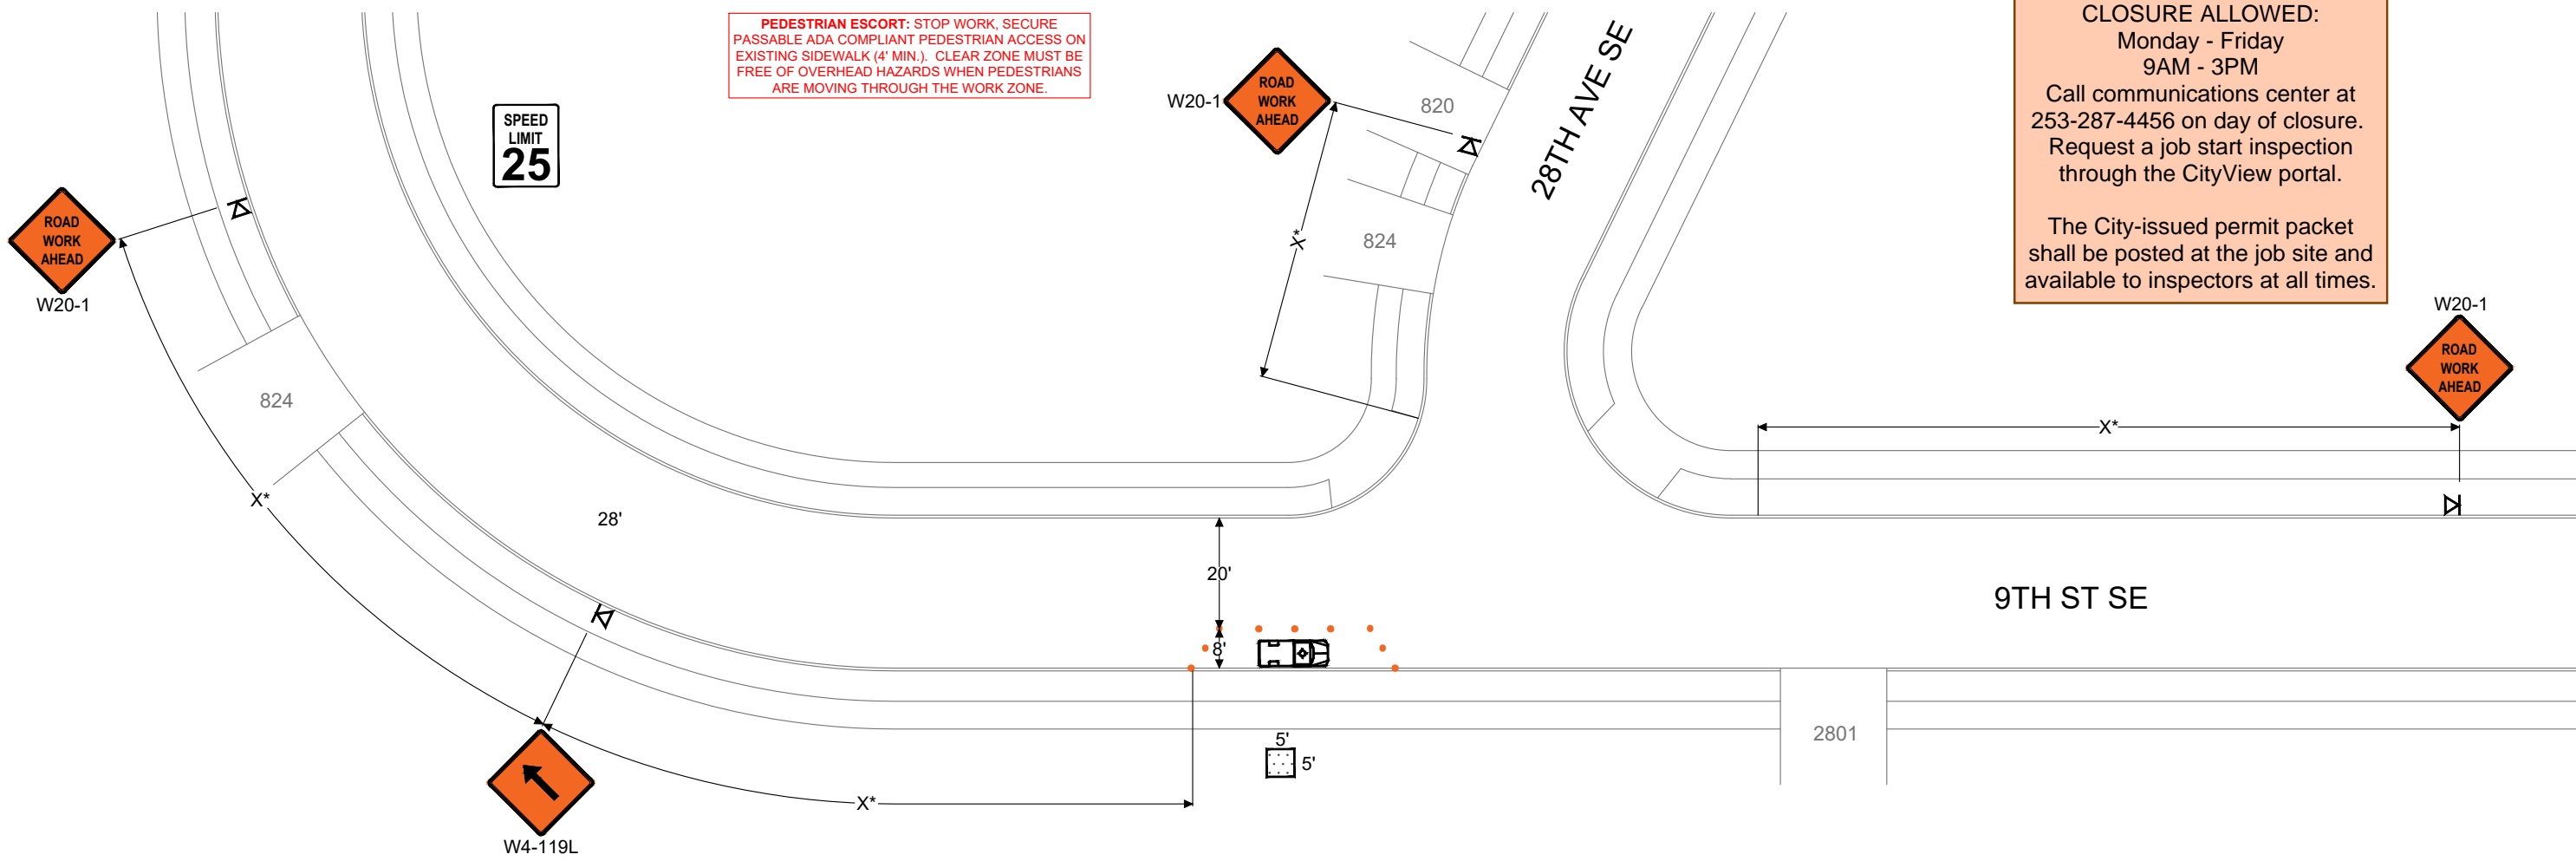 PEDESTRIAN ESCORT: STOP WORK, SECURE
PASSABLE ADA COMPLIANT PEDESTRIAN ACCESS ON
EXISTING SIDEWALK (4' MIN.). CLEAR ZONE MUST BE
FREE OF OVERHEAD HAZARDS WHEN PEDESTRIANS
ARE MOVING THROUGH THE WORK ZONE.
CLOSURE ALLOWED:
Monday - Friday
9AM - 3PM
Call communications center at
253-287-4456 on day of closure.
Request a job start inspection
through the CityView portal.
The City-issued permit packet
shall be posted at the job site and
available to inspectors at all times.
SPEED
LIMIT
25
W20-1
ROAD
WORK
AHEAD
820
28TH AVE SE
X*
824
ROAD
WORK
AHEAD
W20-1
W20-1
ROAD
WORK
AHEAD
X*
824
X*
28'
20'
8'
9TH ST SE
2801
5'
5'
X*
W4-119L